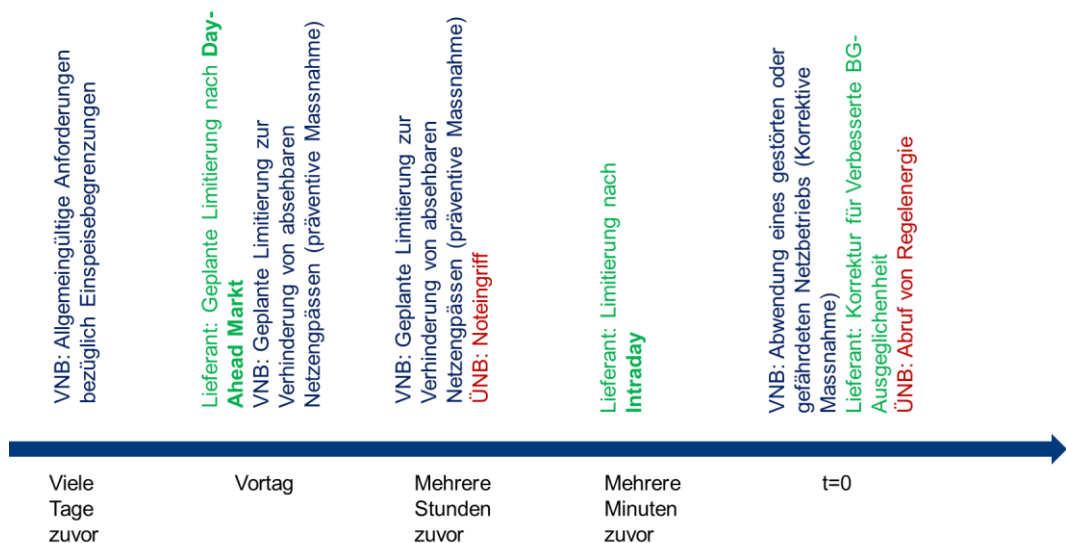 VNB: Allgemeingültige Anforderungen
bezüglich Einspeisebegrenzungen
Lieferant: Geplante Limitierung nach Day-
Ahead Markt
VNB: Geplante Limitierung zur
Verhinderung von absehbaren
Netzengpässen (präventive Massnahme)
VNB: Geplante Limitierung zur
Verhinderung von absehbaren
Netzengpässen (präventive Massnahme)
ÜNB: Noteingriff
Lieferant: Limitierung nach
Intraday
VNB: Abwendung eines gestörten oder
gefährdeten Netzbetriebs (Korrektive
Massnahme)
Lieferant: Korrektur für Verbesserte BG-
Ausgeglichenheit
ÜNB: Abruf von Regelenergie
Viele
Tage
zuvor
Vortag
Mehrere
Stunden
zuvor
Mehrere
Minuten
zuvor
t=0